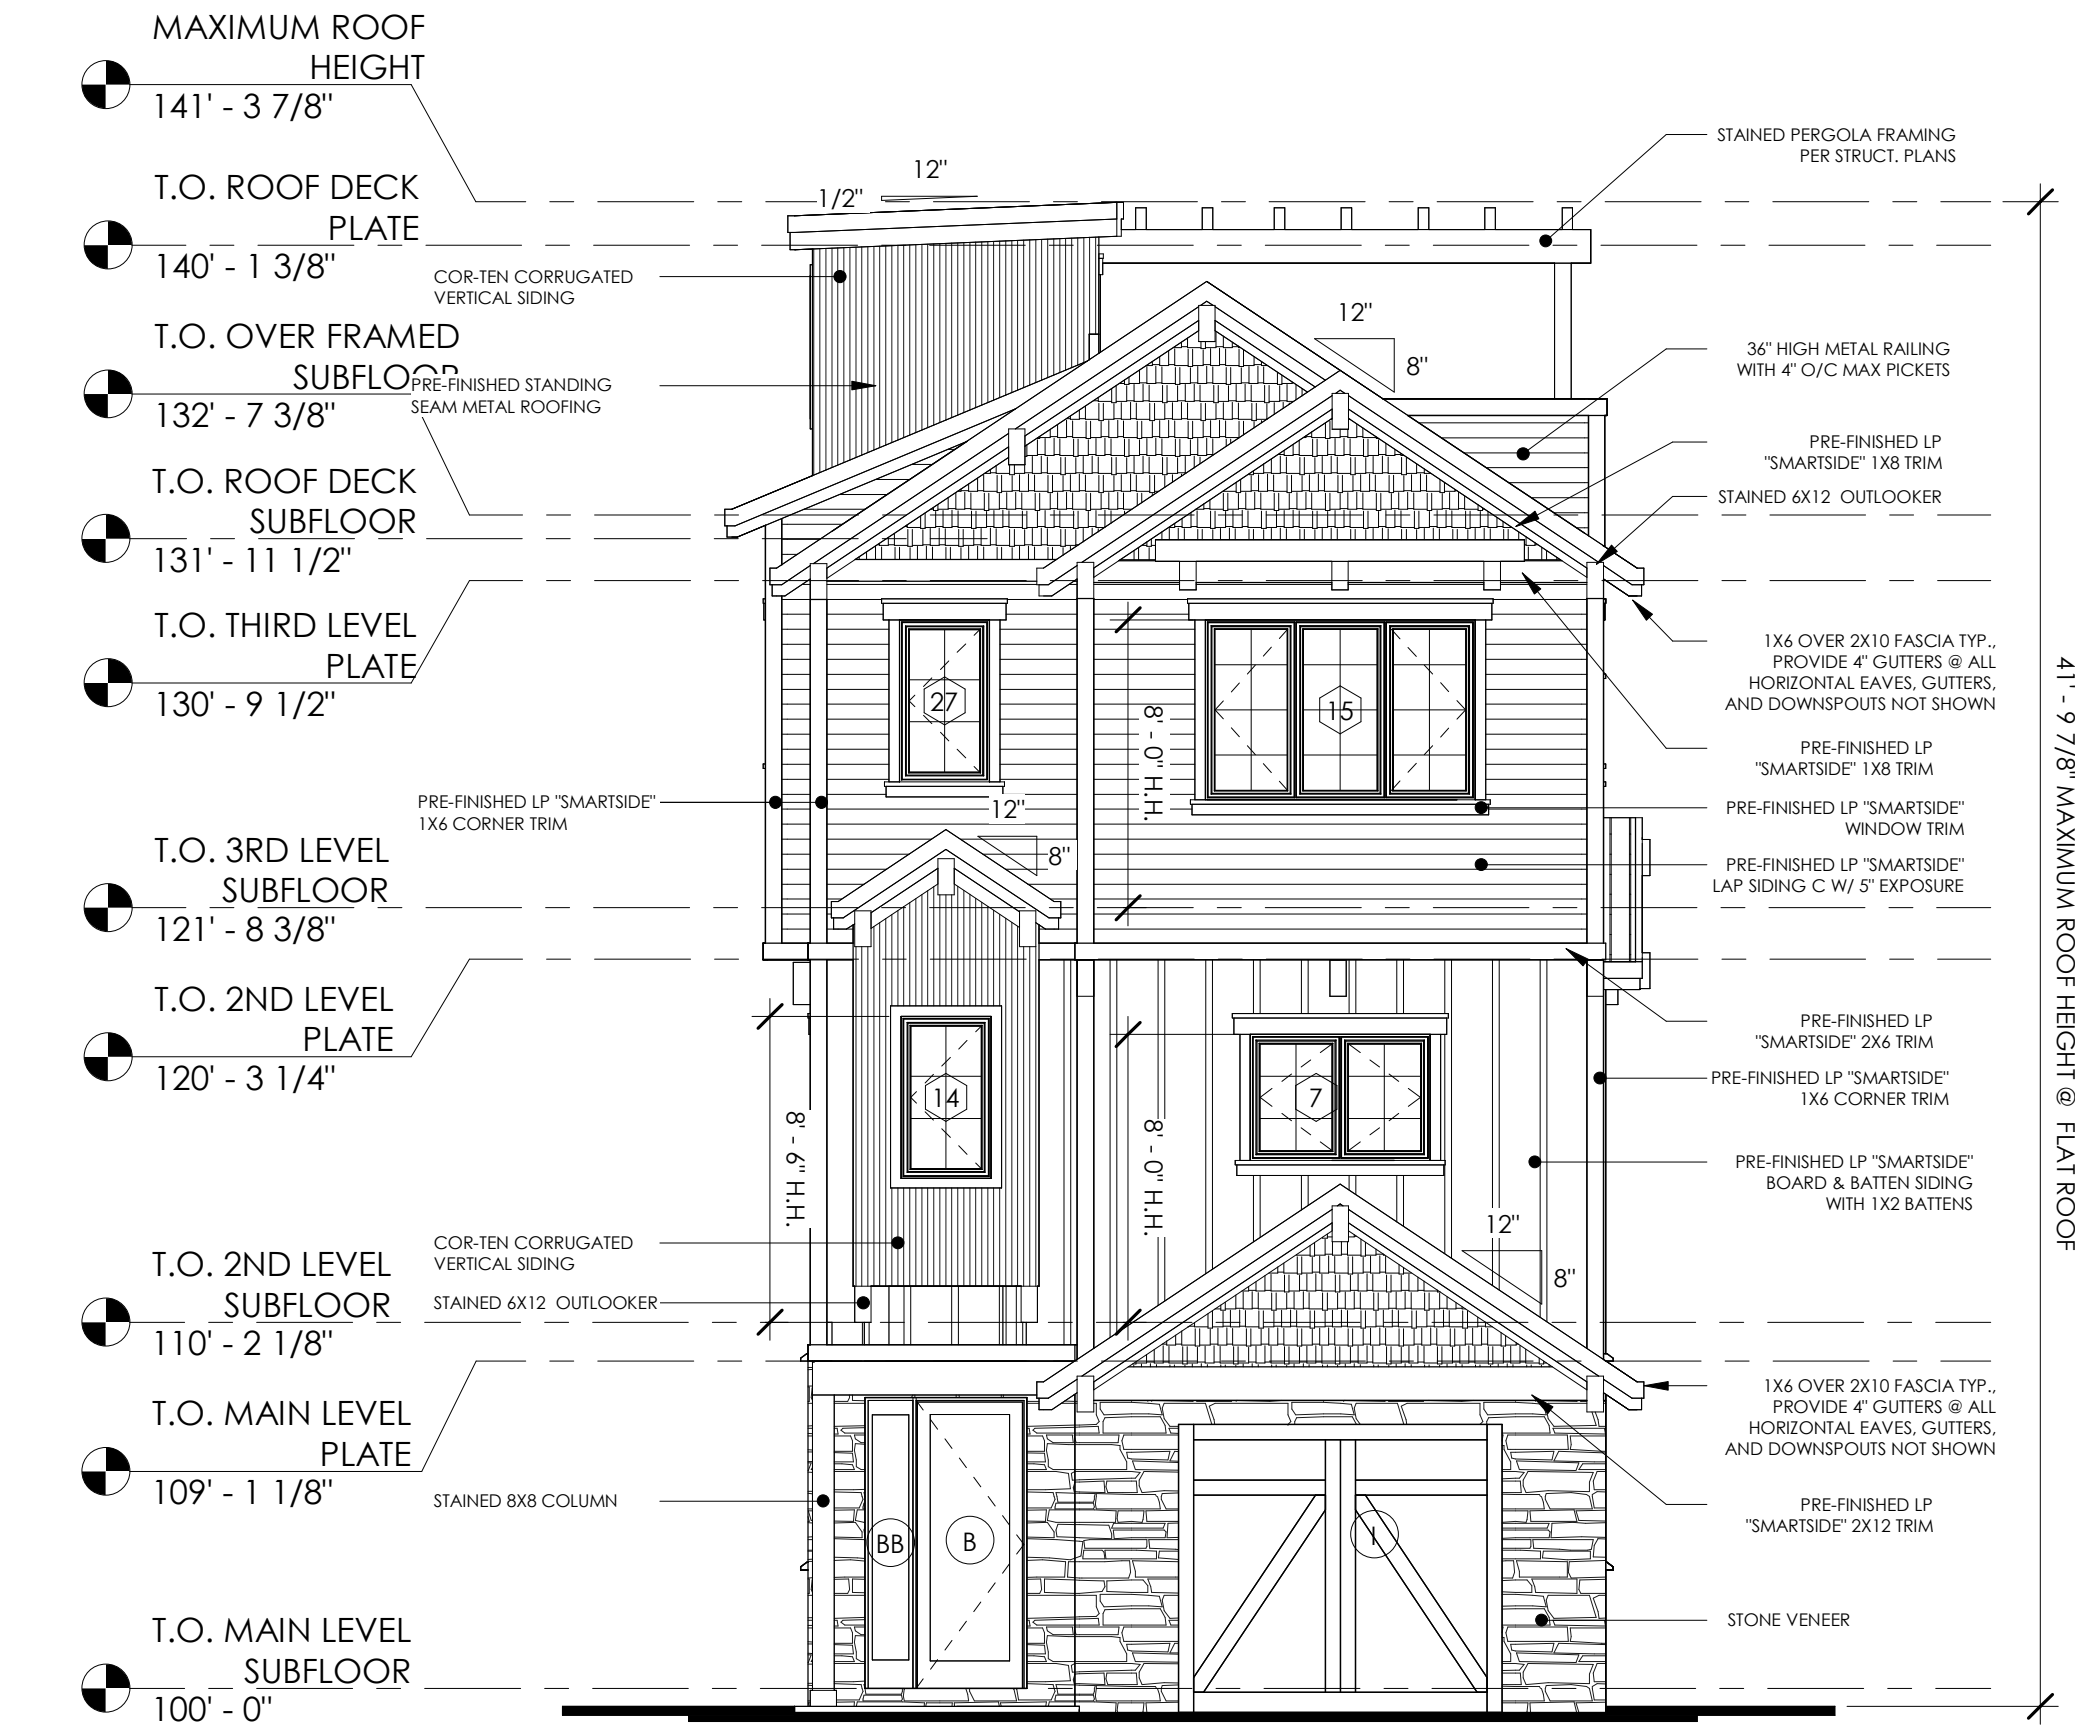 MAXIMUM ROOF
HEIGHT
141' - 3 7/8"
T.O. ROOF DECK
PLATE
140' - 1 3/8"
T.O. OVER FRAMED
SUBFLOOR
132' - 7 3/8"
T.O. ROOF DECK
SUBFLOOR
131' - 11 1/2"
T.O. THIRD LEVEL
PLATE
130' - 9 1/2"
T.O. 3RD LEVEL
SUBFLOOR
121' - 8 3/8"
T.O. 2ND LEVEL
PLATE
120' - 3 1/4"
T.O. 2ND LEVEL
SUBFLOOR
110' - 2 1/8"
T.O. MAIN LEVEL
PLATE
109' - 1 1/8"
T.O. MAIN LEVEL
SUBFLOOR
100' - 0"
COR-TEN CORRUGATED
VERTICAL SIDING
PRE-FINISHED STANDING
SEAM METAL ROOFING
PRE-FINISHED LP "SMARTSIDE"
1X6 CORNER TRIM
COR-TEN CORRUGATED
VERTICAL SIDING
STAINED 6X12 OUTLOOKER
STAINED 8X8 COLUMN
12"
1/2"
12"
8"
27
15
8' - 0" H.H.
12"
8"
14
7
8' - 6" H.H.
8' - 0" H.H.
12"
8"
BB
B
I
STAINED PERGOLA FRAMING
PER STRUCT. PLANS
36" HIGH METAL RAILING
WITH 4" O/C MAX PICKETS
PRE-FINISHED LP
"SMARTSIDE" 1X8 TRIM
STAINED 6X12 OUTLOOKER
1X6 OVER 2X10 FASCIA TYP.,
PROVIDE 4" GUTTERS @ ALL
HORIZONTAL EAVES, GUTTERS,
AND DOWNSPOUTS NOT SHOWN
PRE-FINISHED LP
"SMARTSIDE" 1X8 TRIM
PRE-FINISHED LP "SMARTSIDE"
WINDOW TRIM
PRE-FINISHED LP "SMARTSIDE"
LAP SIDING C W/ 5" EXPOSURE
PRE-FINISHED LP
"SMARTSIDE" 2X6 TRIM
PRE-FINISHED LP "SMARTSIDE"
1X6 CORNER TRIM
PRE-FINISHED LP "SMARTSIDE"
BOARD & BATTEN SIDING
WITH 1X2 BATTENS
1X6 OVER 2X10 FASCIA TYP.,
PROVIDE 4" GUTTERS @ ALL
HORIZONTAL EAVES, GUTTERS,
AND DOWNSPOUTS NOT SHOWN
PRE-FINISHED LP
"SMARTSIDE" 2X12 TRIM
STONE VENEER
41' - 9 7/8" MAXIMUM ROOF HEIGHT @ FLAT ROOF